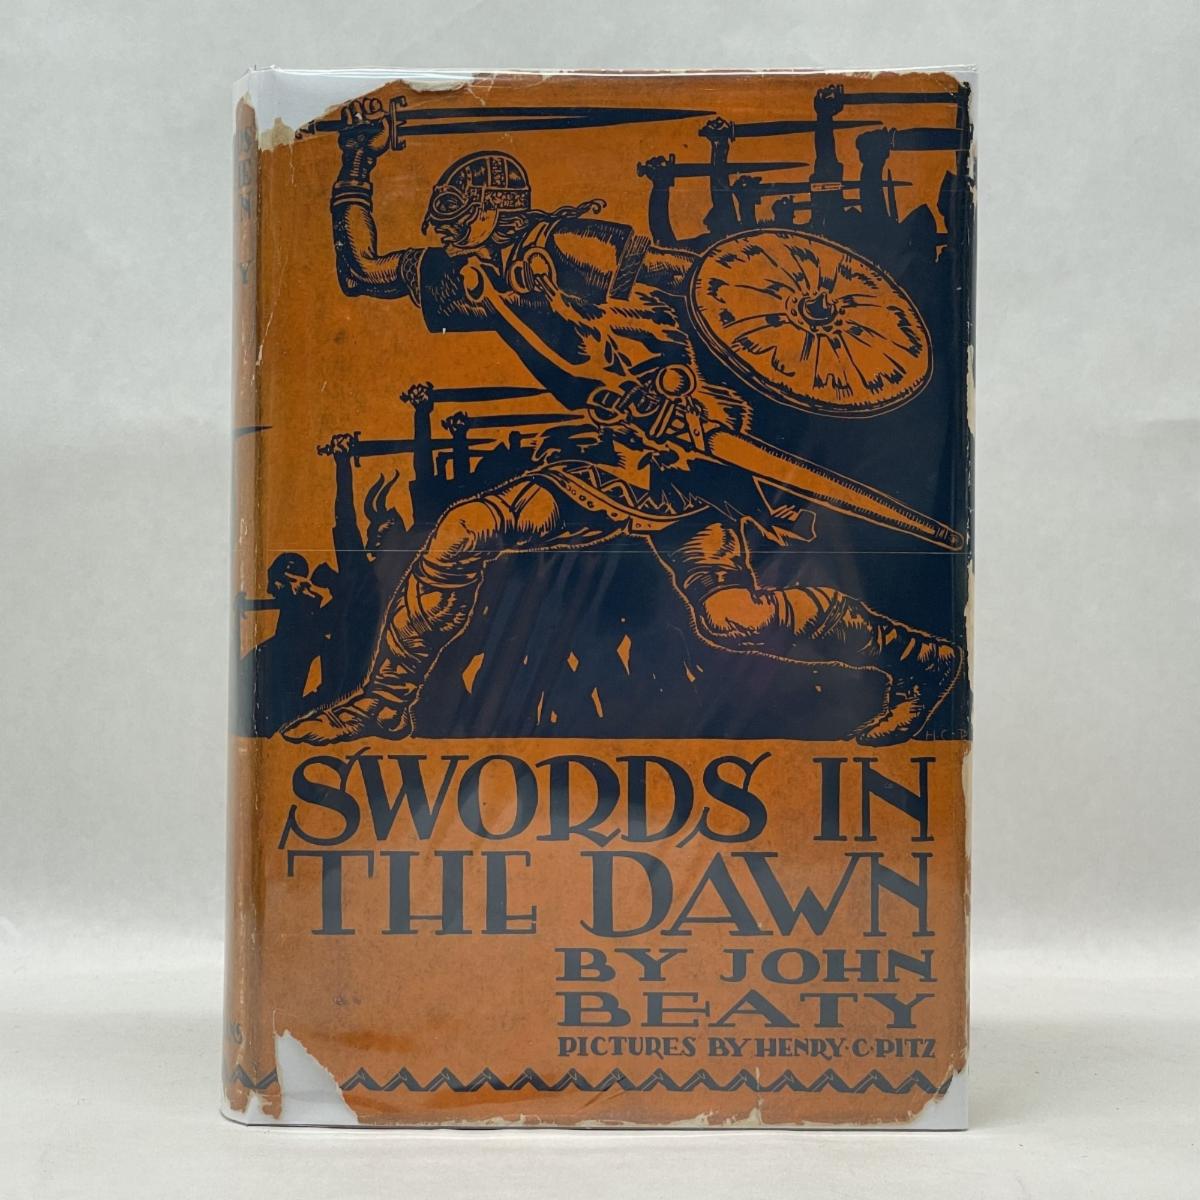 SWORDS IN
THE DAWN
BY JOHN
BEATY
PICTURES BY HENRY·C·PITZ